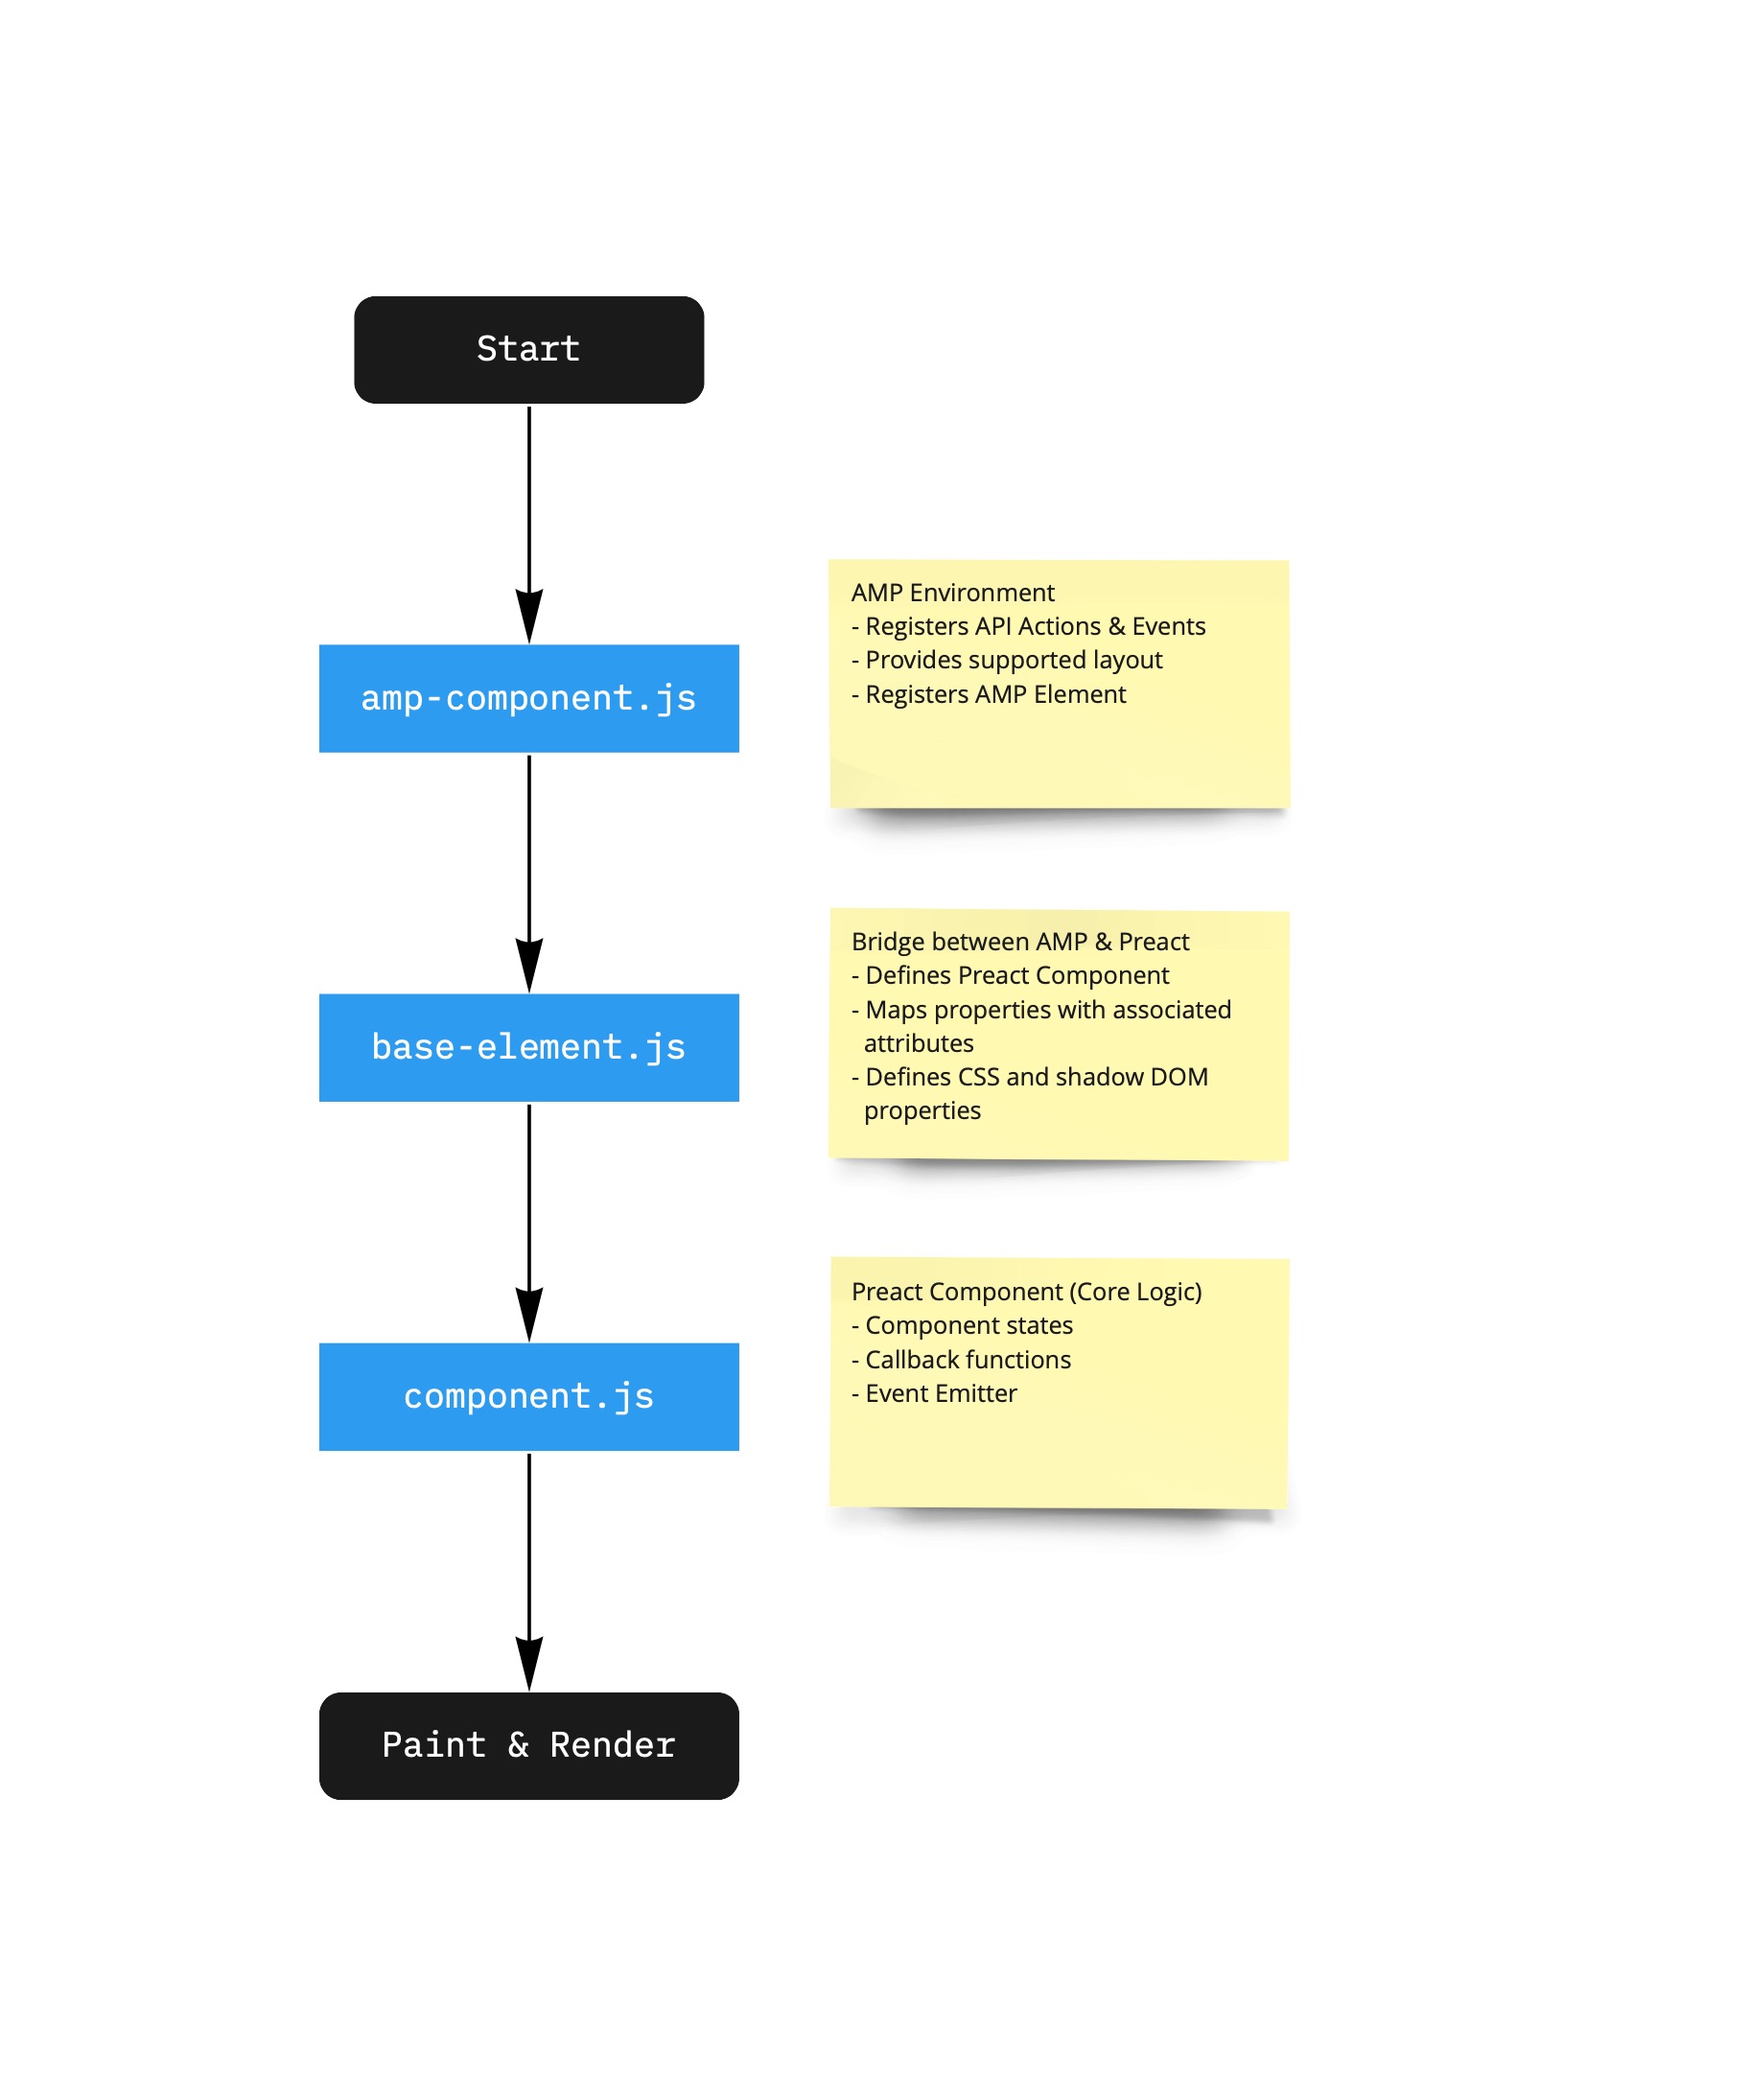 Start
amp-component.js
AMP Environment
- Registers API Actions & Events
- Provides supported layout
- Registers AMP Element
base-element.js
Bridge between AMP & Preact
- Defines Preact Component
- Maps properties with associated
attributes
- Defines CSS and shadow DOM
properties
component.js
Preact Component (Core Logic)
- Component states
- Callback functions
- Event Emitter
Paint & Render